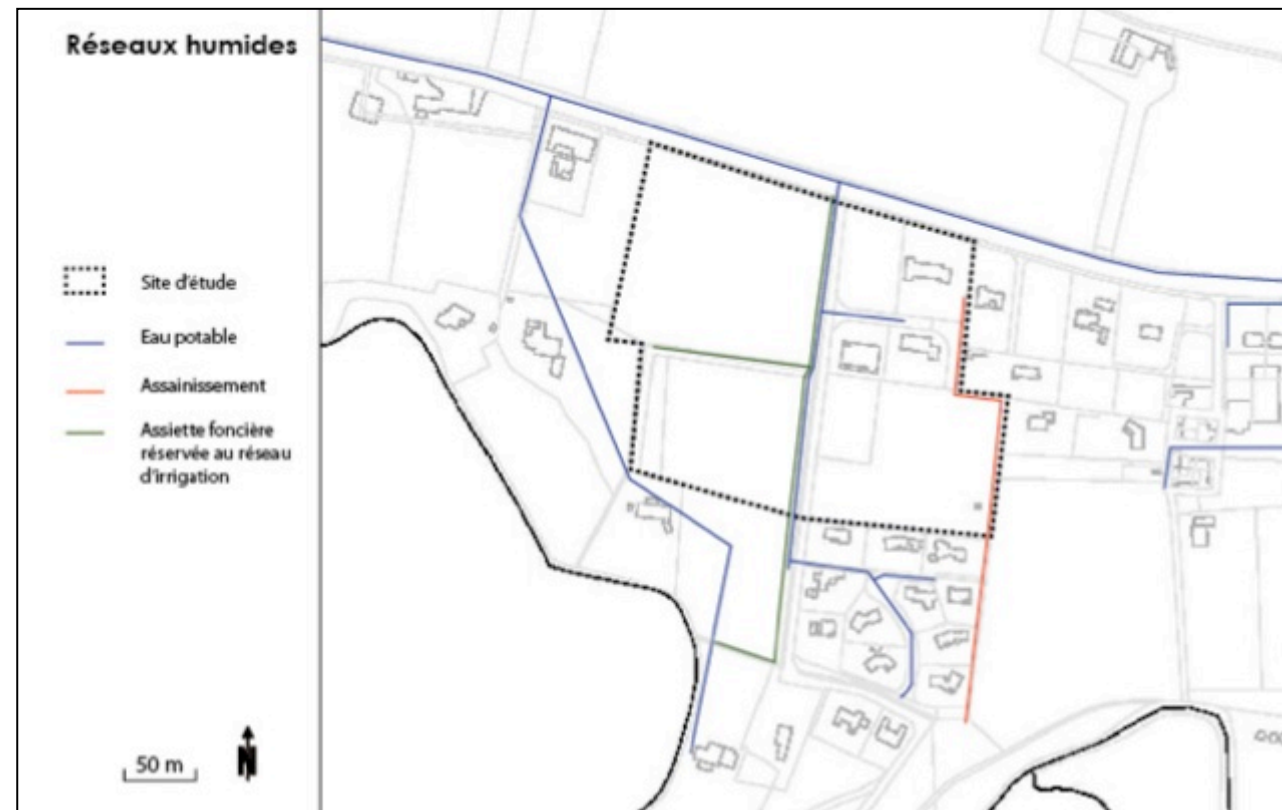 Réseaux humides
Site d'étude
Eau potable
Assainissement
Assiette foncière
réservée au réseau
d'irrigation
50 m
N